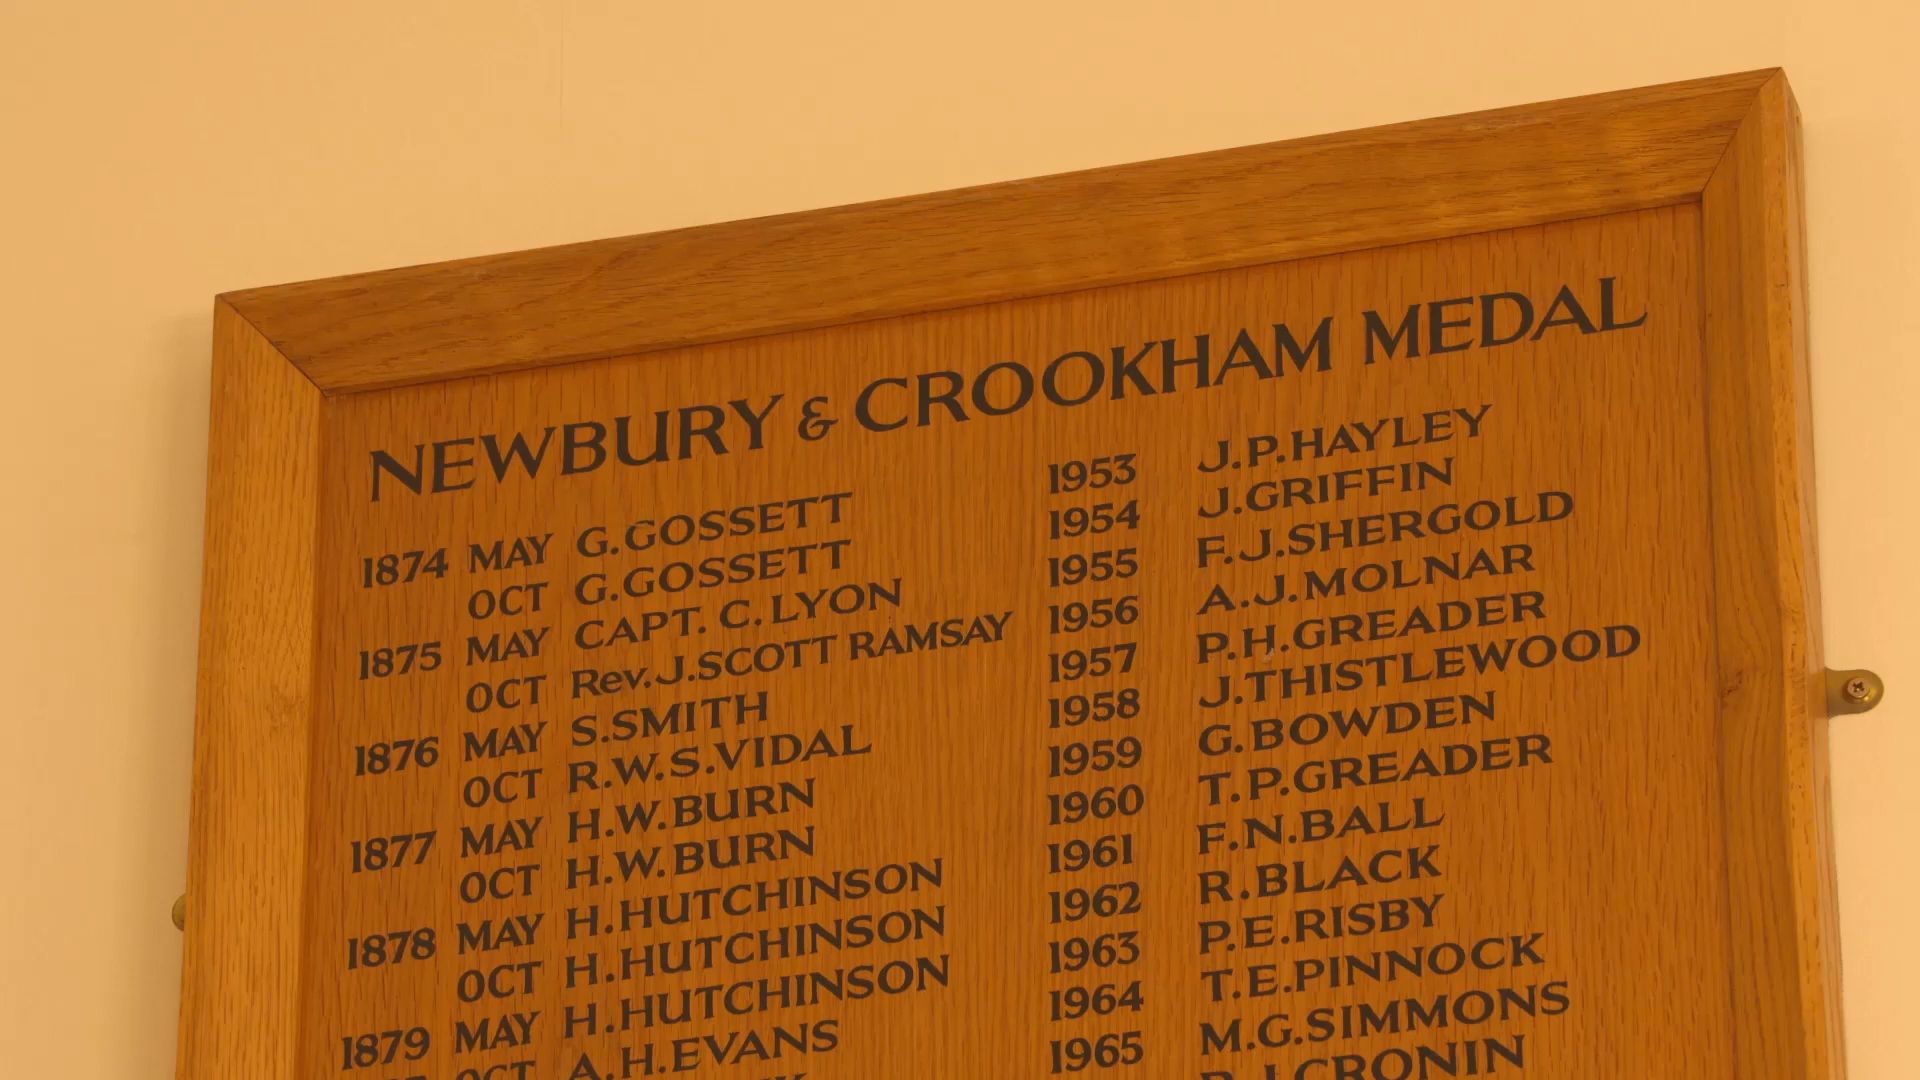 NEWBURY & CROOKHAM MEDAL
1874 MAY G.GOSSETT
OCT G.GOSSETT
1875 MAY CAPT. C. LYON
OCT Rev.J.SCOTT RAMSAY
1876 MAY S.SMITH
OCT R.W.S.VIDAL
1877 MAY H.W.BURN
OCT H.W.BURN
1878 MAY H.HUTCHINSON
OCT H.HUTCHINSON
1879 MAY H.HUTCHINSON
OCT A.H.EVANS
1953 J.P.HAYLEY
1954 J.GRIFFIN
1955 F.J.SHERGOLD
1956 A.J.MOLNAR
1957 P.H.GREADER
1958 J.THISTLEWOOD
1959 G.BOWDEN
1960 T.P.GREADER
1961 F.N.BALL
1962 R.BLACK
1963 P.E.RISBY
1964 T.E.PINNOCK
1965 M.G.SIMMONS
CRONIN